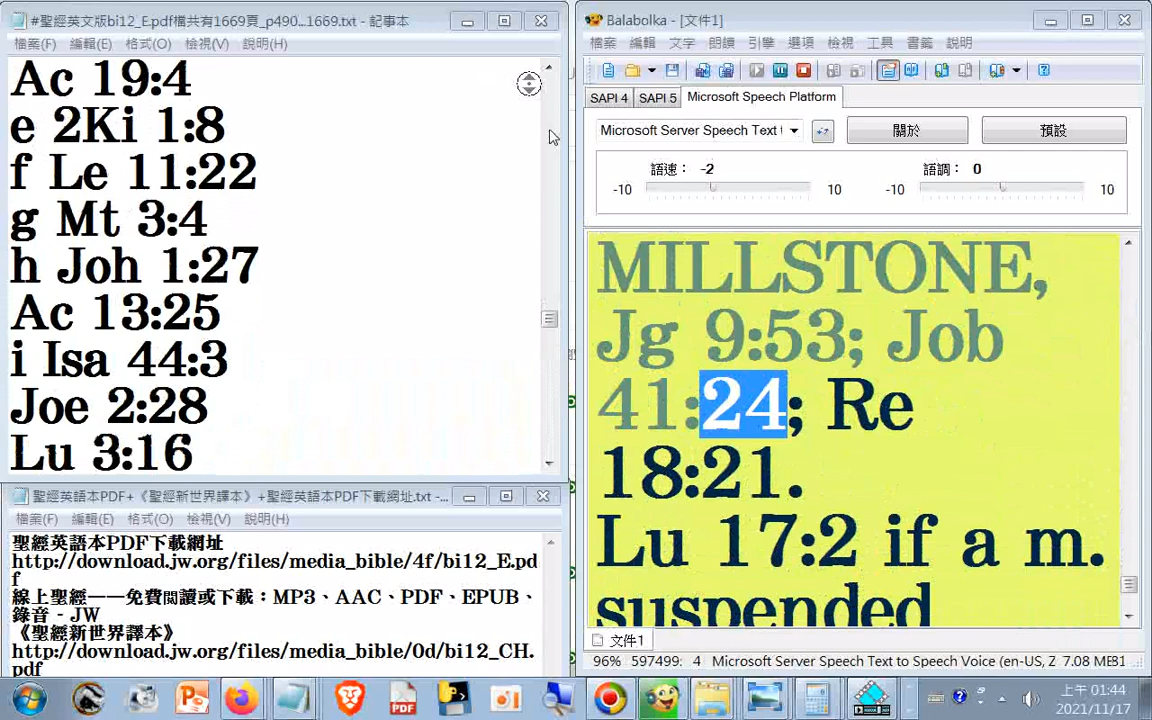 #聖經英文版bi12_E.pdf檔共有1669頁_p490...1669.txt - 記事本
檔案(F) 編輯(E) 格式(O) 檢視(V) 說明(H)
Ac 19:4
e 2Ki 1:8
f Le 11:22
g Mt 3:4
h Joh 1:27
Ac 13:25
i Isa 44:3
Joe 2:28
Lu 3:16
聖經英語本PDF+《聖經新世界譯本》+聖經英語本PDF下載網址.txt -...
檔案(F) 編輯(E) 格式(O) 檢視(V) 說明(H)
聖經英語本PDF下載網址
http://download.jw.org/files/media_bible/4f/bi12_E.pd
f
線上聖經——免費閱讀或下載：MP3、AAC、PDF、EPUB、
錄音 - JW
《聖經新世界譯本》
http://download.jw.org/files/media_bible/0d/bi12_CH.
pdf
Balabolka - [文件1]
檔案 編輯 文字 朗讀 引擎 選項 檢視 工具 書籤 說明
SAPI 4 SAPI 5 Microsoft Speech Platform
Microsoft Server Speech Text t 關於 預設
語速： -2 語調： 0
-10 10 -10 10
MILLSTONE,
Jg 9:53; Job
41:24; Re
18:21.
Lu 17:2 if a m.
suspended
文件1
96% 597499: 4 Microsoft Server Speech Text to Speech Voice (en-US, Z 7.08 MB
PDF
上午 01:44
2021/11/17